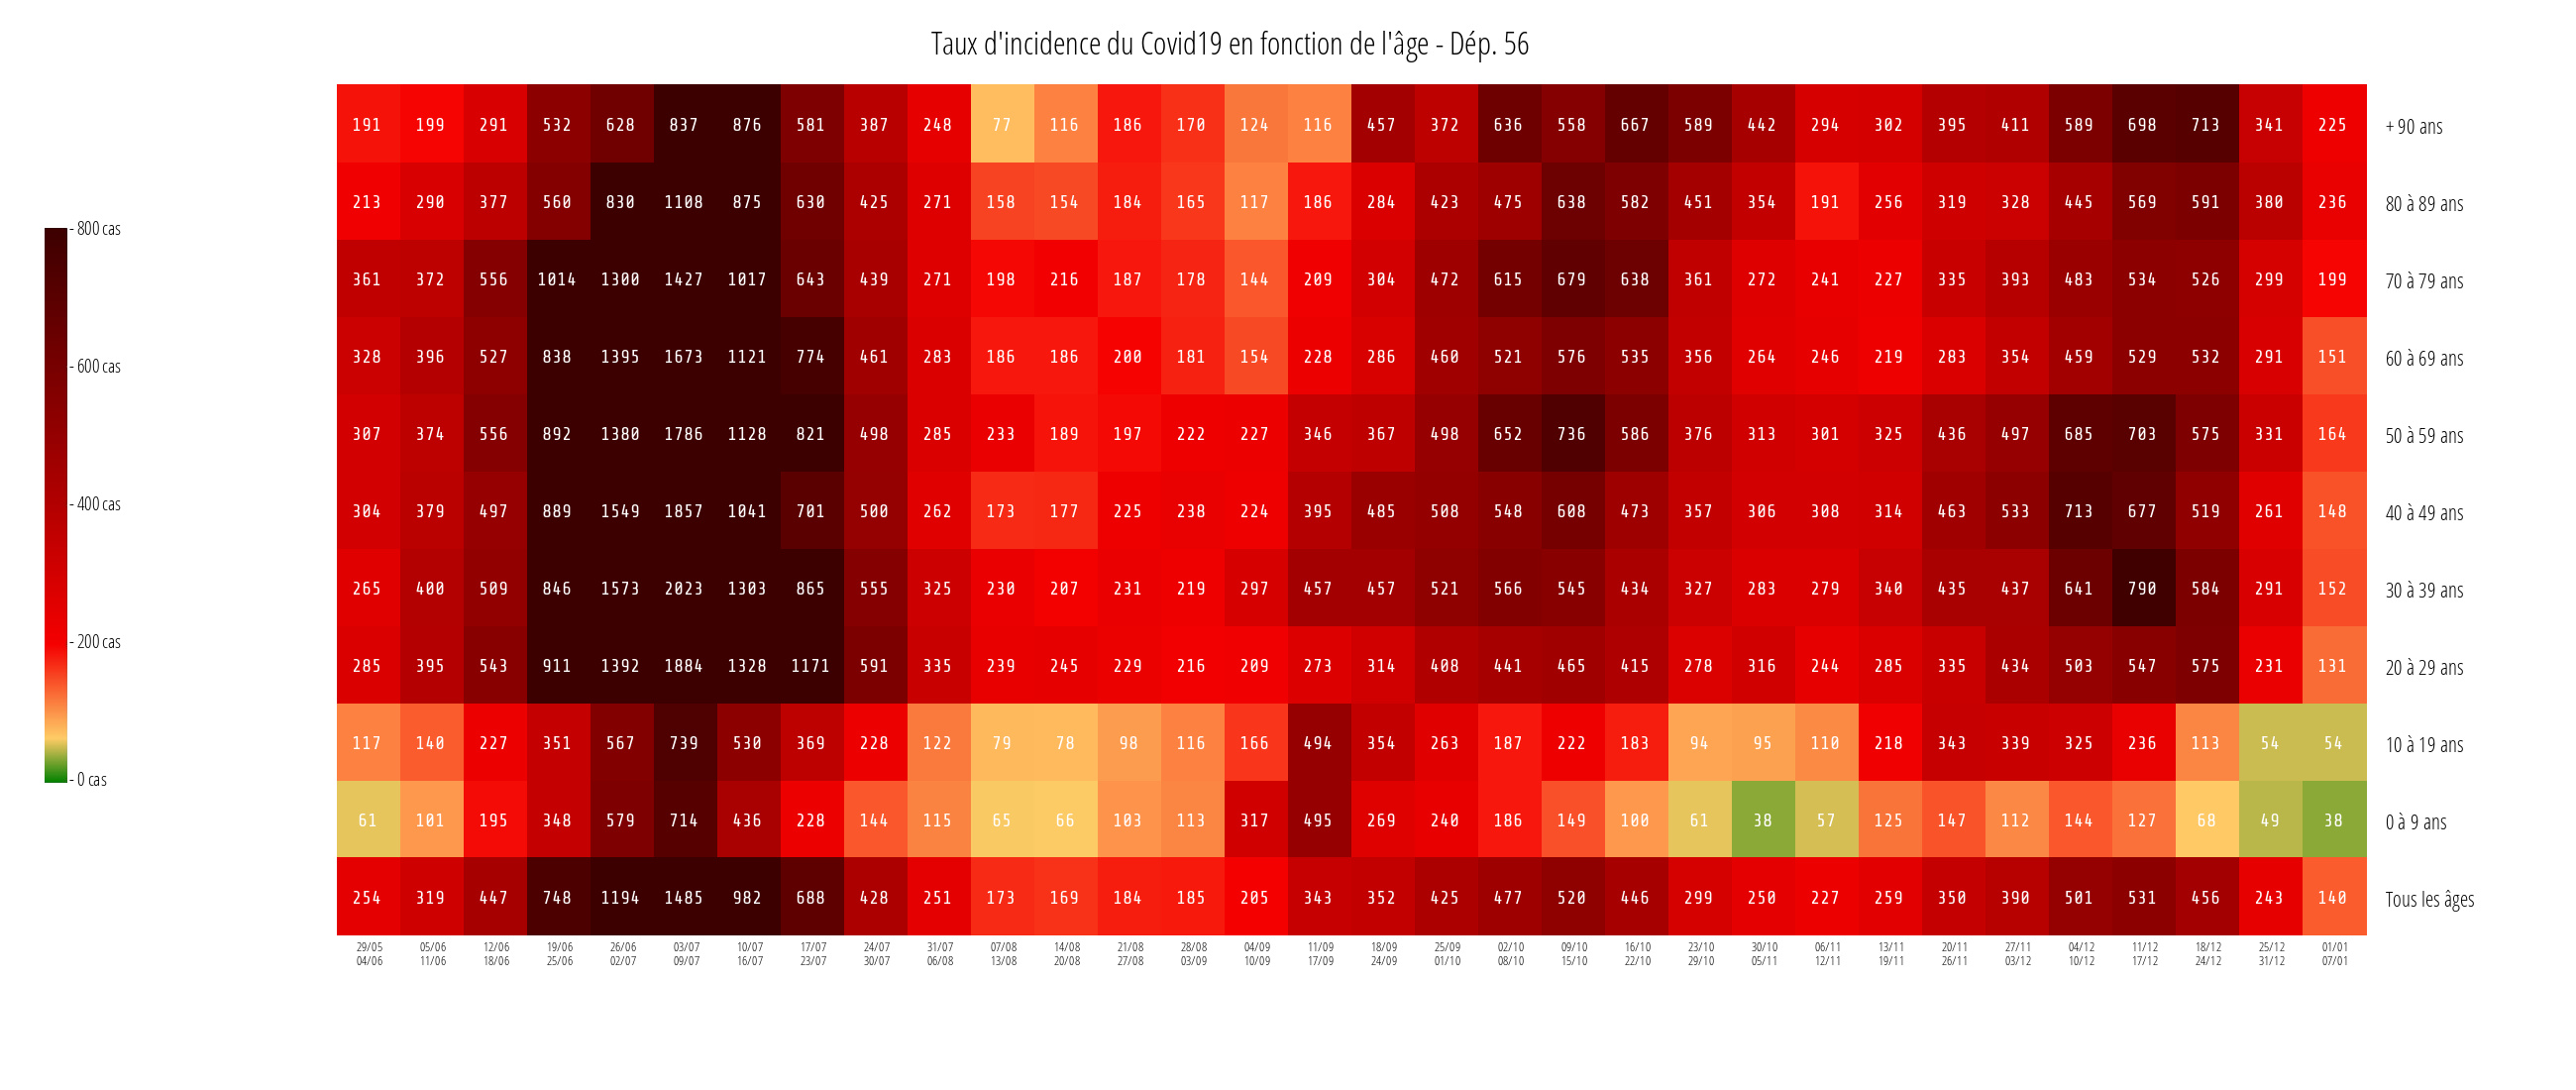 Taux d'incidence du Covid19 en fonction de l'âge - Dép. 56
191 199 291 532 628 837 876 581 387 248 77 116 186 170 124 116 457 372 636 558 667 589 442 294 302 395 411 589 698 713 341 225 + 90 ans
213 290 377 560 830 1108 875 630 425 271 158 154 184 165 117 186 284 423 475 638 582 451 354 191 256 319 328 445 569 591 380 236 80 à 89 ans
- 800 cas
361 372 556 1014 1300 1427 1017 643 439 271 198 216 187 178 144 209 304 472 615 679 638 361 272 241 227 335 393 483 534 526 299 199 70 à 79 ans
328 396 527 838 1395 1673 1121 774 461 283 186 186 200 181 154 228 286 460 521 576 535 356 264 246 219 283 354 459 529 532 291 151 60 à 69 ans
- 600 cas
307 374 556 892 1380 1786 1128 821 498 285 233 189 197 222 227 346 367 498 652 736 586 376 313 301 325 436 497 685 703 575 331 164 50 à 59 ans
- 400 cas
304 379 497 889 1549 1857 1041 701 500 262 173 177 225 238 224 395 485 508 548 608 473 357 306 308 314 463 533 713 677 519 261 148 40 à 49 ans
265 400 509 846 1573 2023 1303 865 555 325 230 207 231 219 297 457 457 521 566 545 434 327 283 279 340 435 437 641 790 584 291 152 30 à 39 ans
- 200 cas
285 395 543 911 1392 1884 1328 1171 591 335 239 245 229 216 209 273 314 408 441 465 415 278 316 244 285 335 434 503 547 575 231 131 20 à 29 ans
117 140 227 351 567 739 530 369 228 122 79 78 98 116 166 494 354 263 187 222 183 94 95 110 218 343 339 325 236 113 54 54 10 à 19 ans
- 0 cas
61 101 195 348 579 714 436 228 144 115 65 66 103 113 317 495 269 240 186 149 100 61 38 57 125 147 112 144 127 68 49 38 0 à 9 ans
254 319 447 748 1194 1485 982 688 428 251 173 169 184 185 205 343 352 425 477 520 446 299 250 227 259 350 390 501 531 456 243 140 Tous les âges
29/05 05/06 12/06 19/06 26/06 03/07 10/07 17/07 24/07 31/07 07/08 14/08 21/08 28/08 04/09 11/09 18/09 25/09 02/10 09/10 16/10 23/10 30/10 06/11 13/11 20/11 27/11 04/12 11/12 18/12 25/12 01/01
04/06 11/06 18/06 25/06 02/07 09/07 16/07 23/07 30/07 06/08 13/08 20/08 27/08 03/09 10/09 17/09 24/09 01/10 08/10 15/10 22/10 29/10 05/11 12/11 19/11 26/11 03/12 10/12 17/12 24/12 31/12 07/01